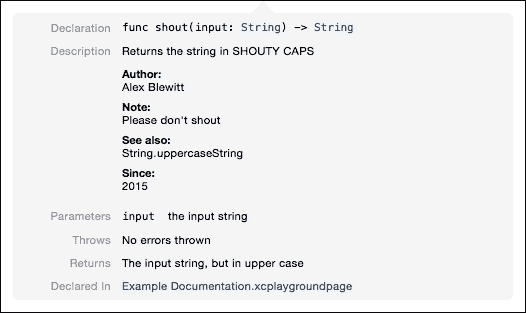 Declaration func shout(input: String) -> String
Description Returns the string in SHOUTY CAPS
Author:
Alex Blewitt
Note:
Please don't shout
See also:
String.uppercaseString
Since:
2015
Parameters input the input string
Throws No errors thrown
Returns The input string, but in upper case
Declared In Example Documentation.xcplaygroundpage